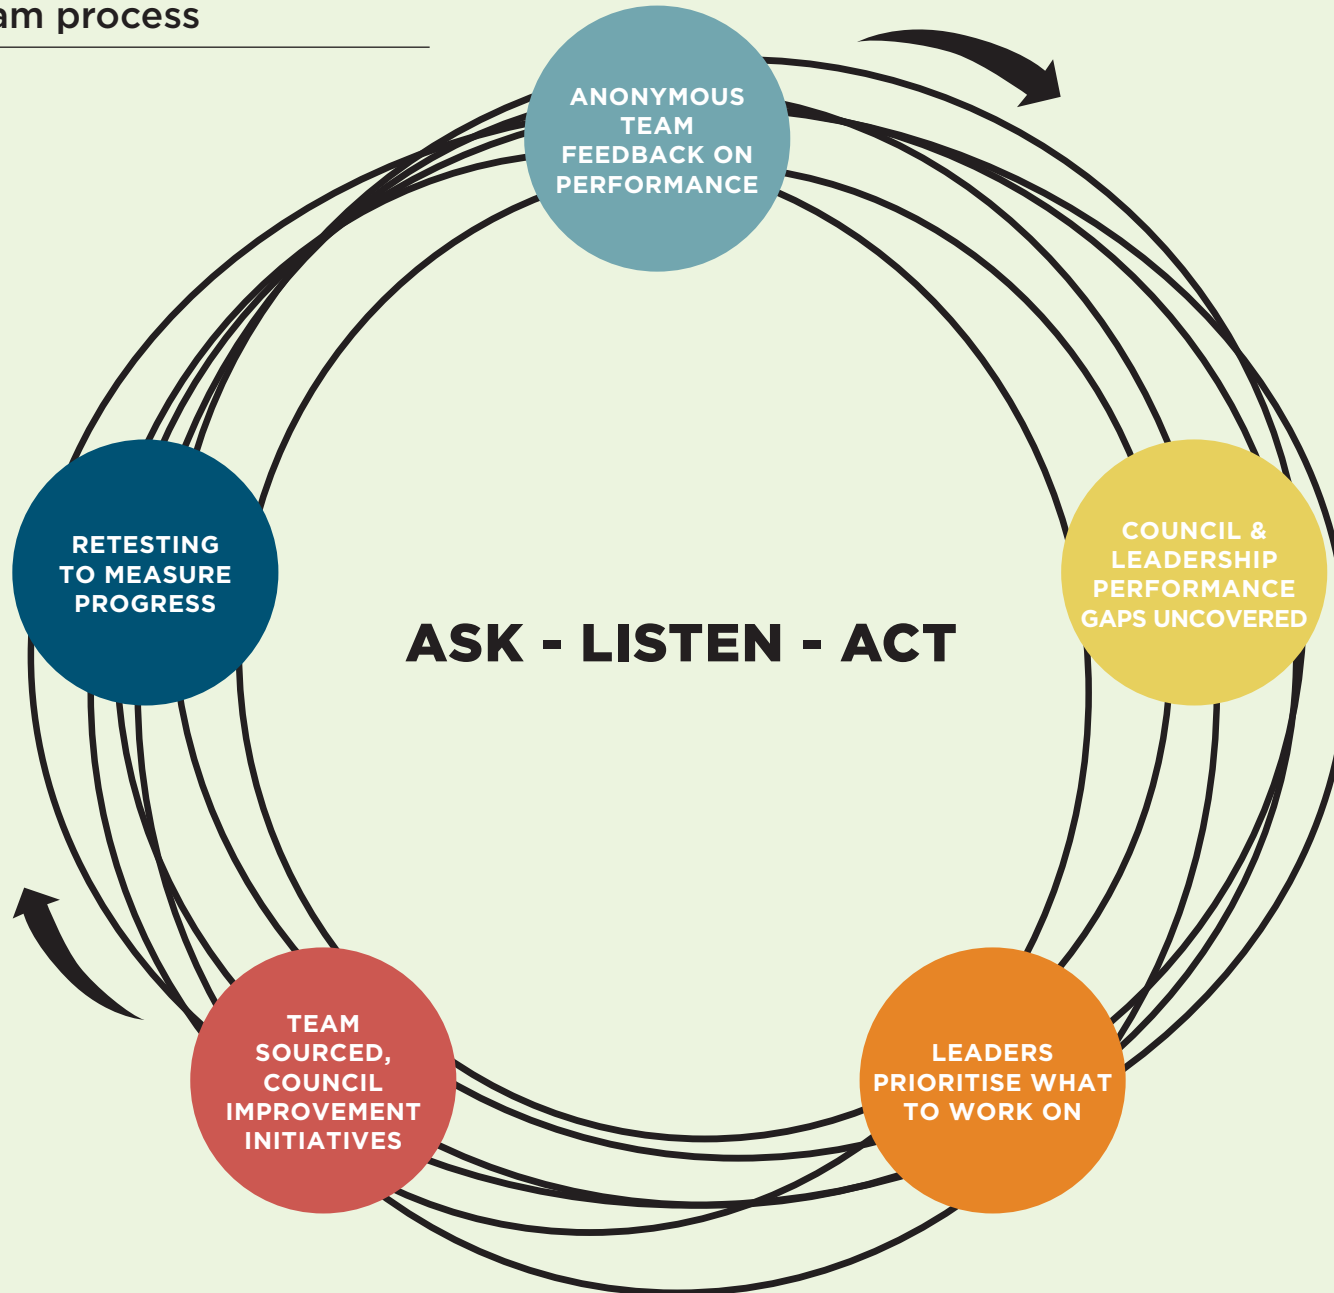 am process
ANONYMOUS
TEAM
FEEDBACK ON
PERFORMANCE
COUNCIL &
LEADERSHIP
PERFORMANCE
GAPS UNCOVERED
RETESTING
TO MEASURE
PROGRESS
ASK - LISTEN - ACT
LEADERS
PRIORITISE WHAT
TO WORK ON
TEAM
SOURCED,
COUNCIL
IMPROVEMENT
INITIATIVES